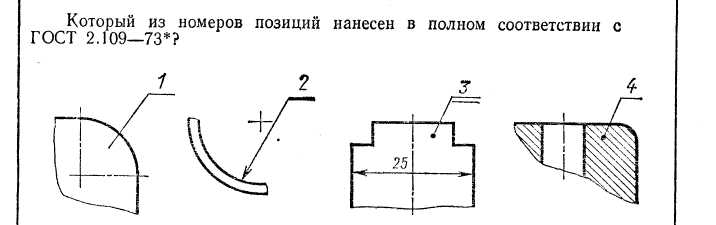 Который из номеров позиций нанесен в полном соответствии с
ГОСТ 2.109—73*?
1 2 3 4
25